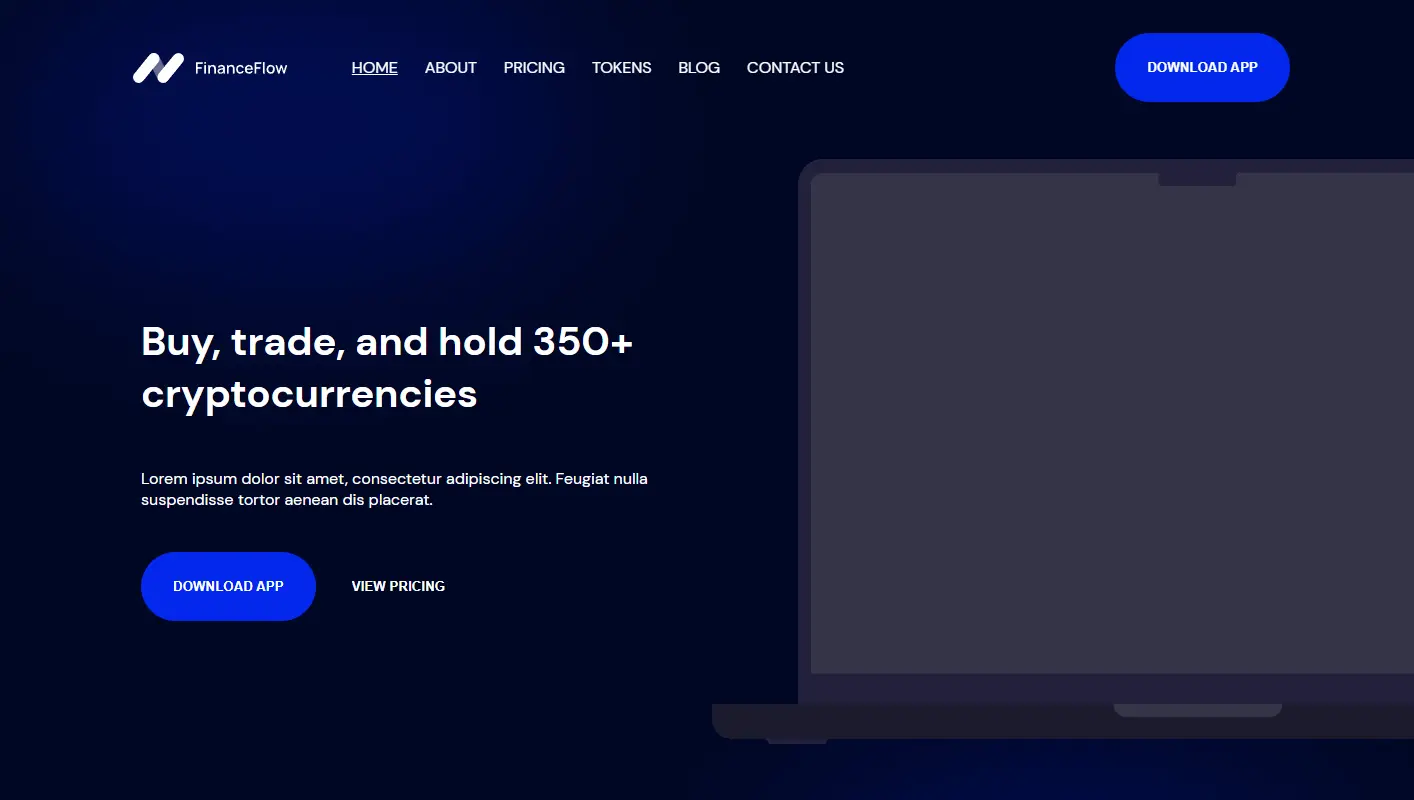 FinanceFlow
HOME ABOUT PRICING TOKENS BLOG CONTACT US
DOWNLOAD APP
Buy, trade, and hold 350+
cryptocurrencies
Lorem ipsum dolor sit amet, consectetur adipiscing elit. Feugiat nulla
suspendisse tortor aenean dis placerat.
DOWNLOAD APP
VIEW PRICING